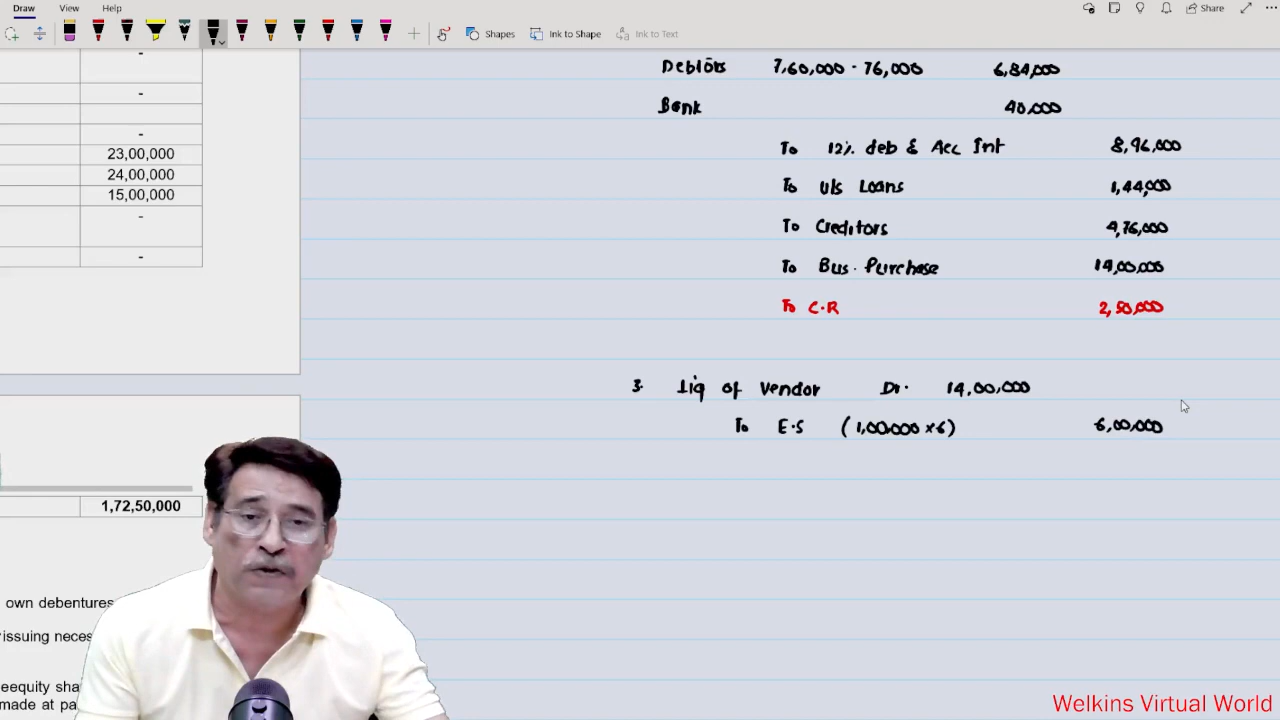 Draw View Help
Share
Shapes Ink to Shape Ink to Text
-
-
-
23,00,000
24,00,000
15,00,000
-
-
1,72,50,000
own debentures
issuing neces
eequity sha
made at pa
Debtors 7,60,000 - 76,000 6,84,000
Bank 40,000
To 12% deb & Acc Int 8,96,000
To U/s Loans 1,44,000
To Creditors 4,76,000
To Bus. Purchase 14,00,000
To C.R 2,50,000
3. Liq of Vendor Dr. 14,00,000
To E.S (1,00,000 × 6) 6,00,000
Welkins Virtual World